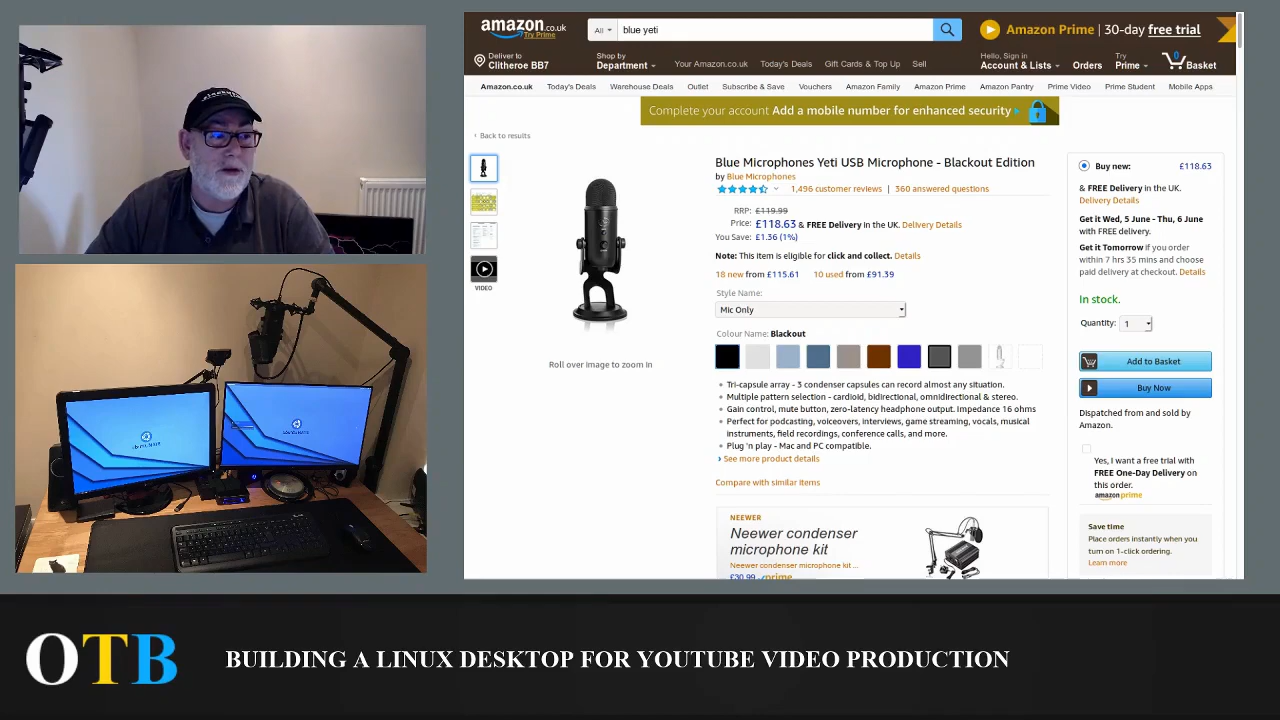 amazon.co.uk
Try Prime
All
blue yeti
Amazon Prime | 30-day free trial
Deliver to
Clitheroe BB7
Shop by
Department
Your Amazon.co.uk
Today's Deals
Gift Cards & Top Up
Sell
Hello, Sign in
Account & Lists
Orders
Try
Prime
0
Basket
Amazon.co.uk
Today's Deals
Warehouse Deals
Outlet
Subscribe & Save
Vouchers
Amazon Family
Amazon Prime
Amazon Pantry
Prime Video
Prime Student
Mobile Apps
Complete your account Add a mobile number for enhanced security
‹ Back to results
VIDEO
Roll over image to zoom in
Blue Microphones Yeti USB Microphone - Blackout Edition
by Blue Microphones
1,496 customer reviews | 360 answered questions
RRP: £119.99
Price: £118.63 & FREE Delivery in the UK. Delivery Details
You Save: £1.36 (1%)
Note: This item is eligible for click and collect. Details
18 new from £115.61 10 used from £91.39
Style Name:
Mic Only
Colour Name: Blackout
• Tri-capsule array - 3 condenser capsules can record almost any situation.
• Multiple pattern selection - cardioid, bidirectional, omnidirectional & stereo.
• Gain control, mute button, zero-latency headphone output. Impedance 16 ohms
• Perfect for podcasting, voiceovers, interviews, game streaming, vocals, musical
instruments, field recordings, conference calls, and more.
• Plug 'n play - Mac and PC compatible.
› See more product details
Compare with similar items
NEEWER
Neewer condenser
microphone kit
Neewer condenser microphone kit ...
£30.99 prime
Buy new: £118.63
& FREE Delivery in the UK.
Delivery Details
Get it Wed, 5 June - Thu, 6 June
with FREE delivery.
Get it Tomorrow if you order
within 7 hrs 35 mins and choose
paid delivery at checkout. Details
In stock.
Quantity: 1
Add to Basket
Buy Now
Dispatched from and sold by
Amazon.
Yes, I want a free trial with
FREE One-Day Delivery on
this order.
amazon prime
Save time
Place orders instantly when you
turn on 1-click ordering.
Learn more
OTB
BUILDING A LINUX DESKTOP FOR YOUTUBE VIDEO PRODUCTION